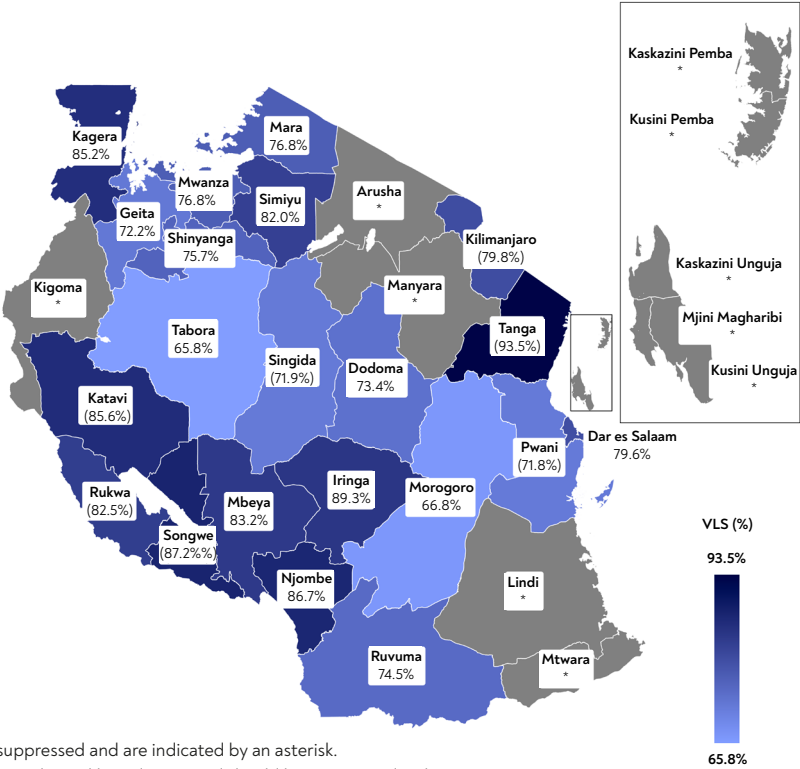 Kaskazini Pemba
*
Kusini Pemba
*
Mara
76.8%
Kagera
85.2%
Mwanza
76.8%
Simiyu
82.0%
Arusha
*
Geita
72.2%
Shinyanga
75.7%
Kilimanjaro
(79.8%)
Kaskazini Unguja
*
Kigoma
*
Manyara
*
Tabora
65.8%
Tanga
(93.5%)
Mjini Magharibi
*
Singida
(71.9%)
Dodoma
73.4%
Kusini Unguja
*
Katavi
(85.6%)
Dar es Salaam
79.6%
Pwani
(71.8%)
Rukwa
(82.5%)
Mbeya
83.2%
Iringa
89.3%
Morogoro
66.8%
Songwe
(87.2%%)
Njombe
86.7%
Lindi
*
Ruvuma
74.5%
Mtwara
*
VLS (%)
93.5%
65.8%
suppressed and are indicated by an asterisk.